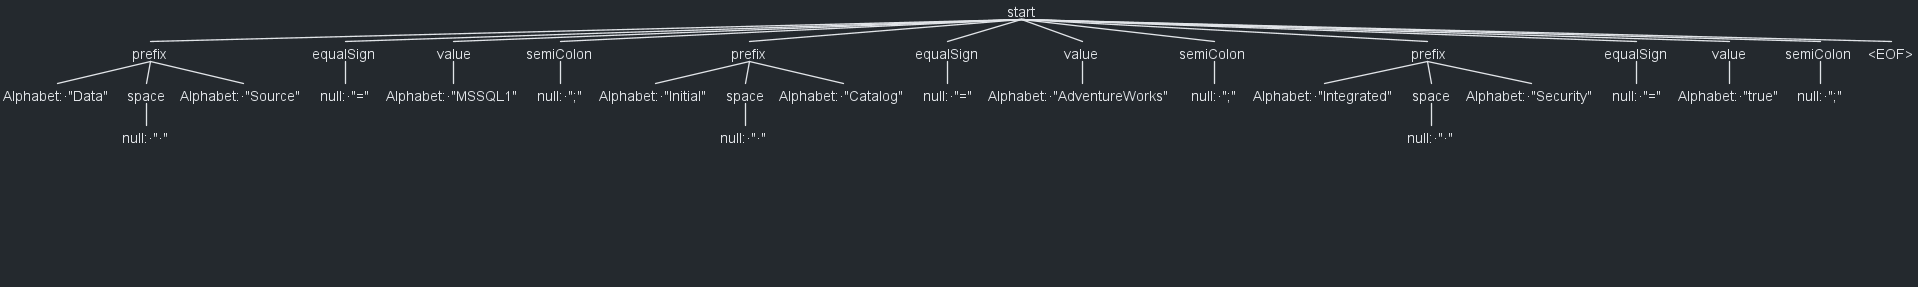 start
prefix equalSign value semiColon prefix equalSign value semiColon prefix equalSign value semiColon <EOF>
Alphabet:·"Data" space Alphabet:·"Source" null:·"=" Alphabet:·"MSSQL1" null:·";" Alphabet:·"Initial" space Alphabet:·"Catalog" null:·"=" Alphabet:·"AdventureWorks" null:·";" Alphabet:·"Integrated" space Alphabet:·"Security" null:·"=" Alphabet:·"true" null:·";"
null:·"·" null:·"·" null:·"·"